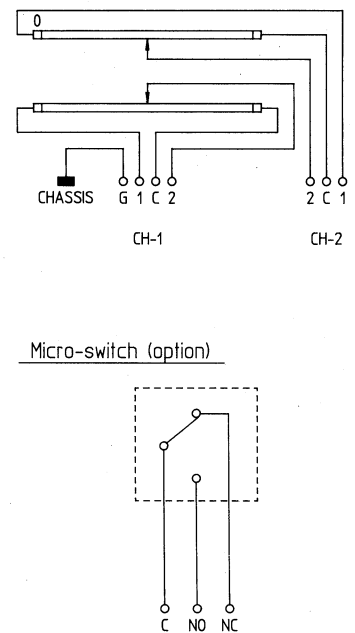 0
CHASSIS G 1 C 2 2 C 1
CH-1 CH-2
Micro-switch (option)
C NO NC